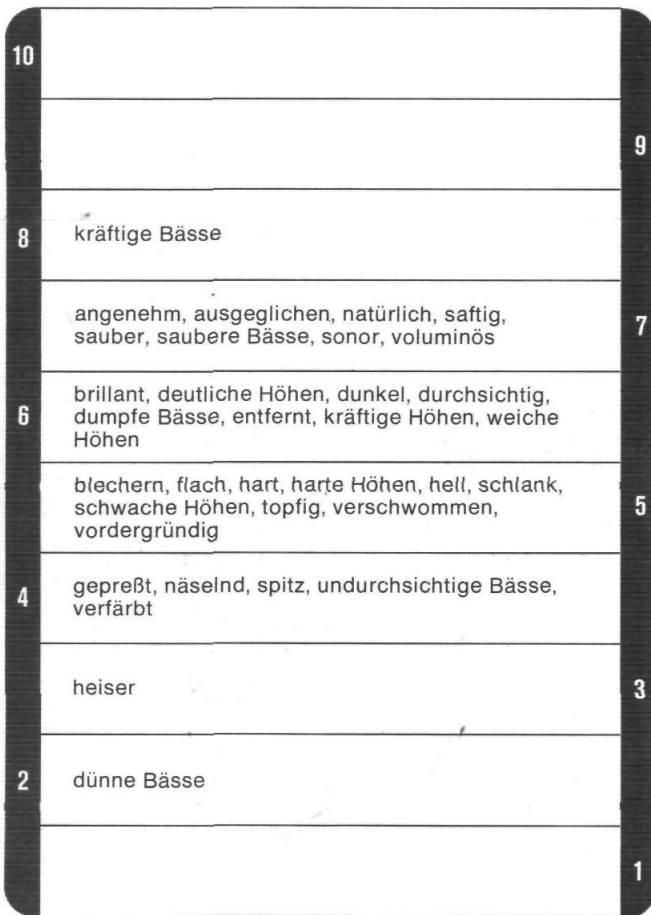 10
9
8 kräftige Bässe
angenehm, ausgeglichen, natürlich, saftig, 7
sauber, saubere Bässe, sonor, voluminös
brillant, deutliche Höhen, dunkel, durchsichtig,
6 dumpfe Bässe, entfernt, kräftige Höhen, weiche
Höhen
blechern, flach, hart, harte Höhen, hell, schlank,
schwache Höhen, topfig, verschwommen, 5
vordergründig
4 gepreßt, näselnd, spitz, undurchsichtige Bässe,
verfärbt
heiser 3
2 dünne Bässe
1